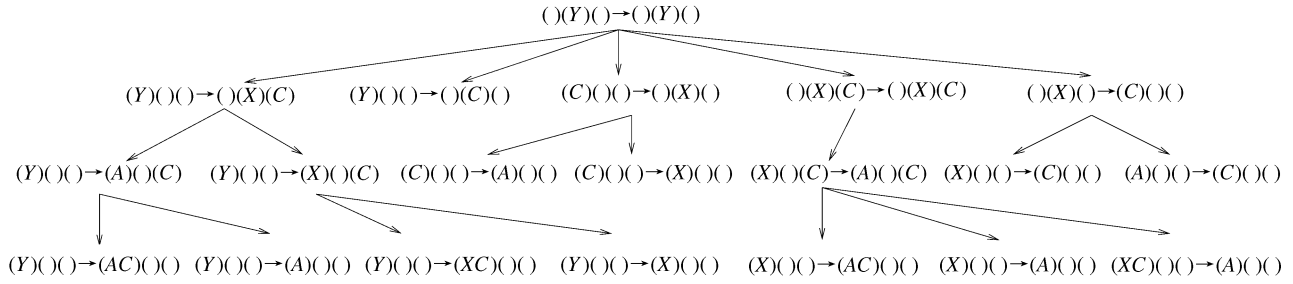 ( )(Y)( )→( )(Y)( )
(Y)( )( )→( )(X)(C) (Y)( )( )→( )(C)( ) (C)( )( )→( )(X)( ) ( )(X)(C)→( )(X)(C) ( )(X)( )→(C)( )( )
(Y)( )( )→(A)( )(C) (Y)( )( )→(X)( )(C) (C)( )( )→(A)( )( ) (C)( )( )→(X)( )( ) (X)( )(C)→(A)( )(C) (X)( )( )→(C)( )( ) (A)( )( )→(C)( )( )
(Y)( )( )→(AC)( )( ) (Y)( )( )→(A)( )( ) (Y)( )( )→(XC)( )( ) (Y)( )( )→(X)( )( ) (X)( )( )→(AC)( )( ) (X)( )( )→(A)( )( ) (XC)( )( )→(A)( )( )